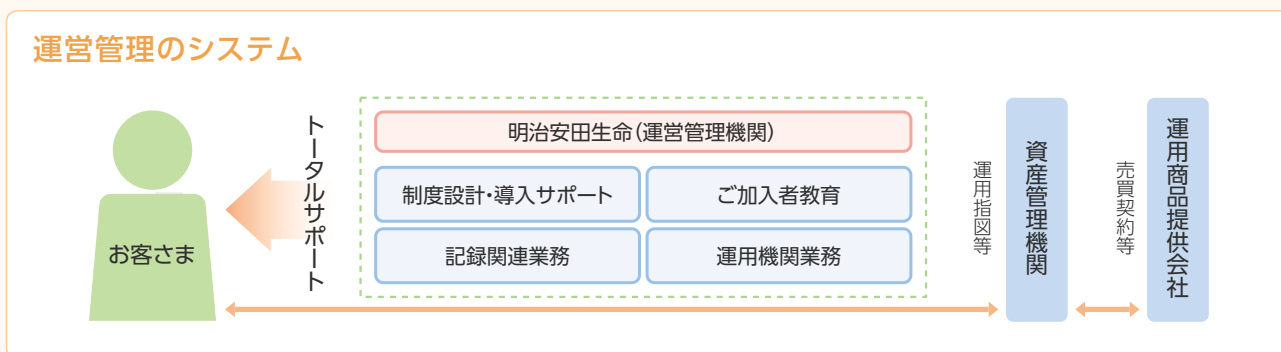 運営管理のシステム
お客さま
トータルサポート
明治安田生命(運営管理機関)
制度設計・導入サポート
ご加入者教育
記録関連業務
運用機関業務
運用指図等
資産管理機関
売買契約等
運用商品提供会社